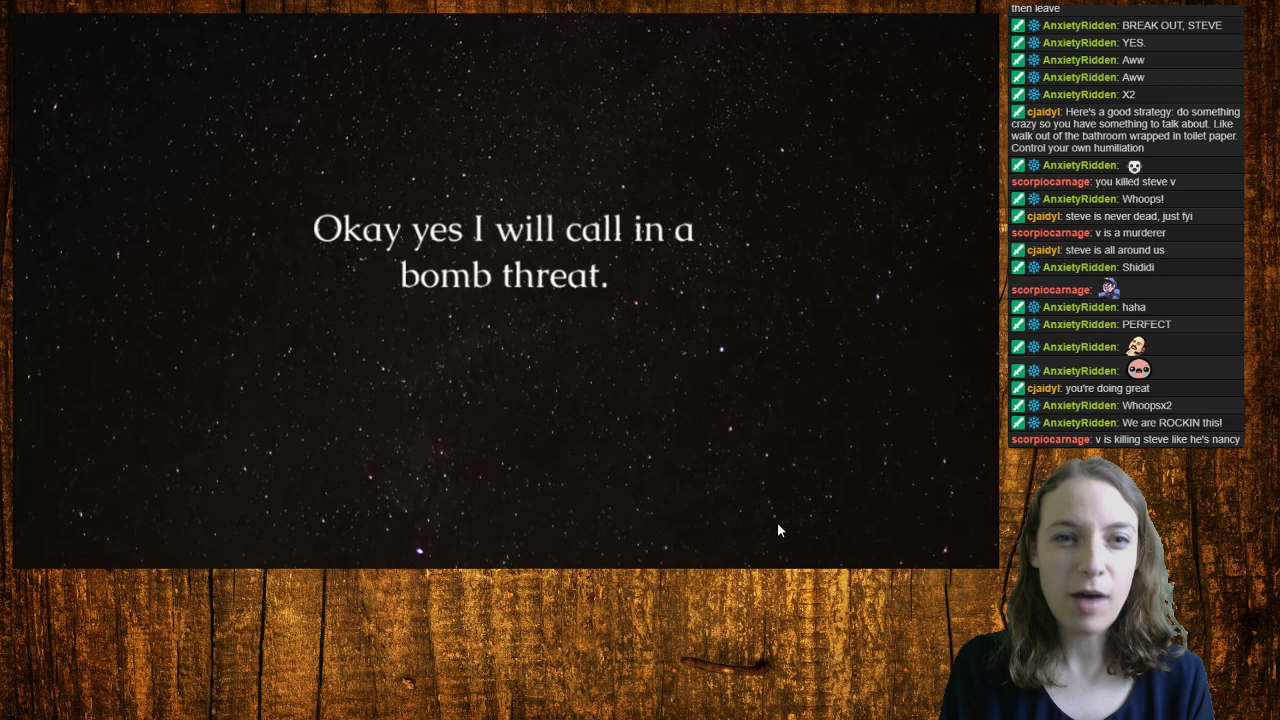 Okay yes I will call in a
bomb threat.
then leave
AnxietyRidden: BREAK OUT, STEVE
AnxietyRidden: YES.
AnxietyRidden: Aww
AnxietyRidden: Aww
AnxietyRidden: X2
cjaidyl: Here's a good strategy: do something
crazy so you have something to talk about. Like
walk out of the bathroom wrapped in toilet paper.
Control your own humiliation
AnxietyRidden:
scorpiocarnage: you killed steve v
AnxietyRidden: Whoops!
cjaidyl: steve is never dead, just fyi
scorpiocarnage: v is a murderer
cjaidyl: steve is all around us
AnxietyRidden: Shididi
scorpiocarnage:
AnxietyRidden: haha
AnxietyRidden: PERFECT
AnxietyRidden:
AnxietyRidden:
cjaidyl: you're doing great
AnxietyRidden: Whoopsx2
AnxietyRidden: We are ROCKIN this!
scorpiocarnage: v is killing steve like he's nancy